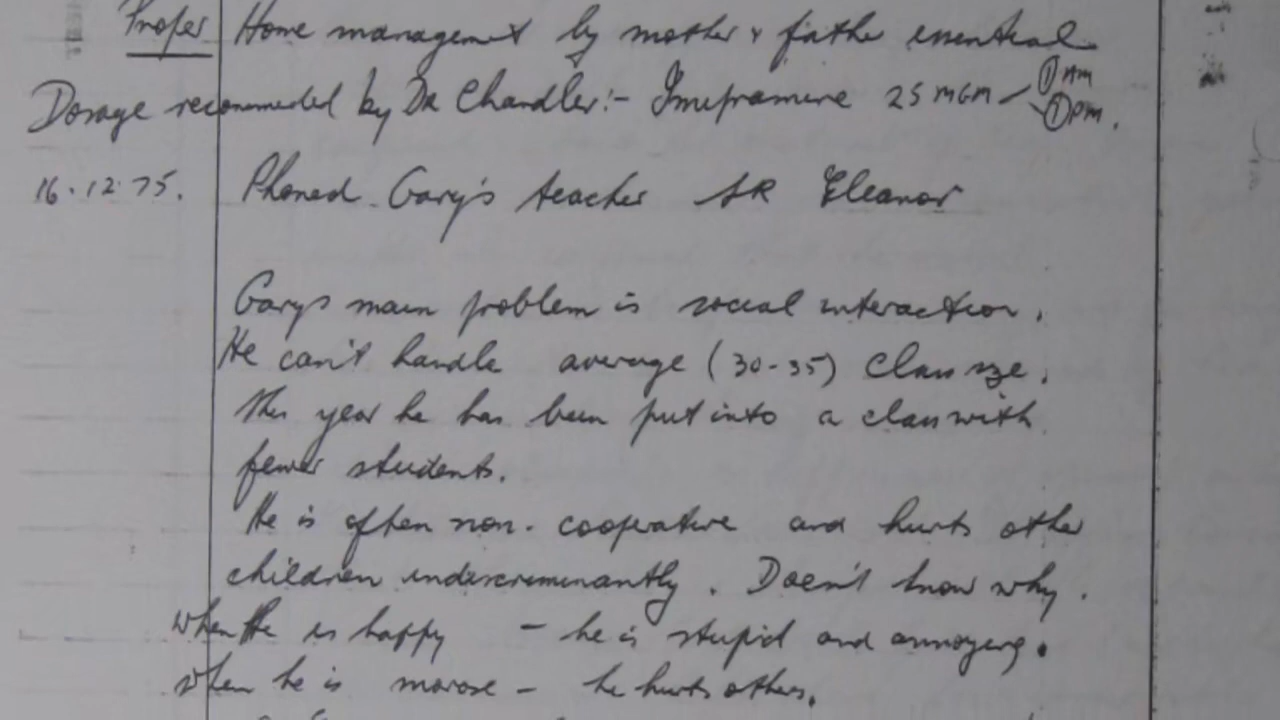 Proper Home management by mother & father essential
Dosage recommended by Dr Chandler:- Imipramine 25 MGM - 1 AM
1 PM.
16.12.75. Phoned Gary's teacher SR Eleanor
Garys main problem is social interaction.
He can't handle average (30-35) class size.
This year he has been put into a class with
fewer students.
He is often non-cooperative and hurts other
children indiscriminantly. Doesn't know why.
When He is happy - he is stupid and annoying.
When he is morose - he hurts others.